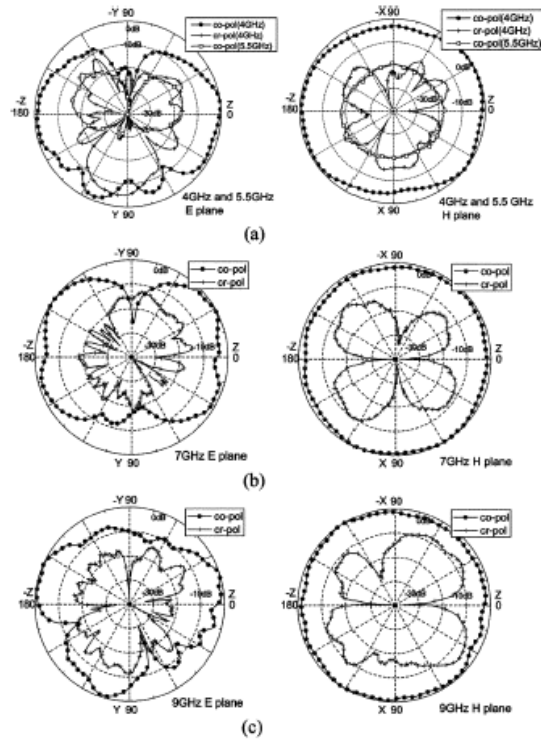 -Y 90
0dB
-10dB
-30dB
co-pol(4GHz)
cr-pol(4GHz)
co-pol(5.5GHz)
-Z
180
Z
0
Y 90
4GHz and 5.5GHz
E plane
-X 90
0dB
-10dB
-30dB
co-pol(4GHz)
cr-pol(4GHz)
co-pol(5.5GHz)
-Z
180
Z
0
X 90
4GHz and 5.5 GHz
H plane
(a)
-Y 90
0dB
-10dB
-30dB
co-pol
cr-pol
-Z
180
Z
0
Y 90
7GHz E plane
-X 90
0dB
-10dB
-30dB
co-pol
cr-pol
-Z
180
Z
0
X 90
7GHz H plane
(b)
-Y 90
0dB
-10dB
-30dB
co-pol
cr-pol
-Z
180
Z
0
Y 90
9GHz E plane
-X 90
0dB
-10dB
-30dB
co-pol
cr-pol
-Z
180
Z
0
X 90
9GHz H plane
(c)